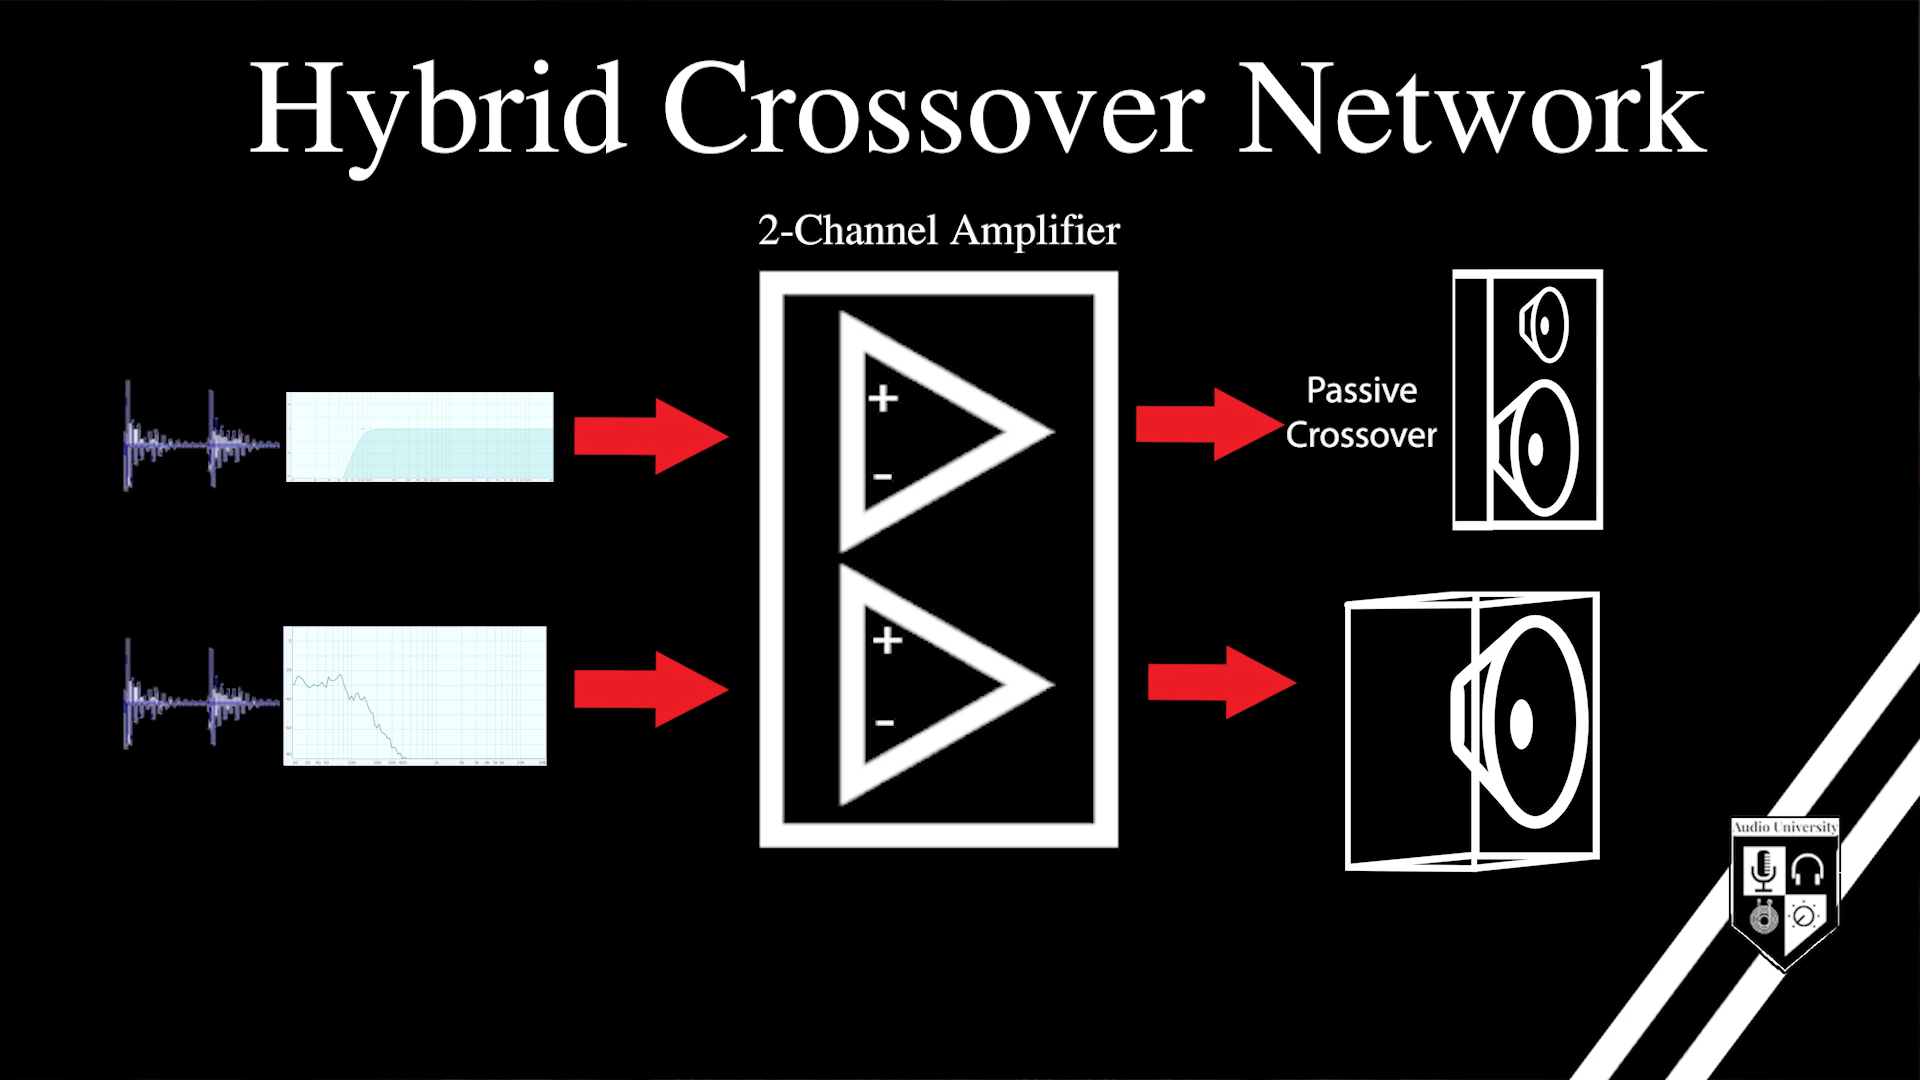 Hybrid Crossover Network
2-Channel Amplifier
+
-
Passive
Crossover
+
-
Audio University